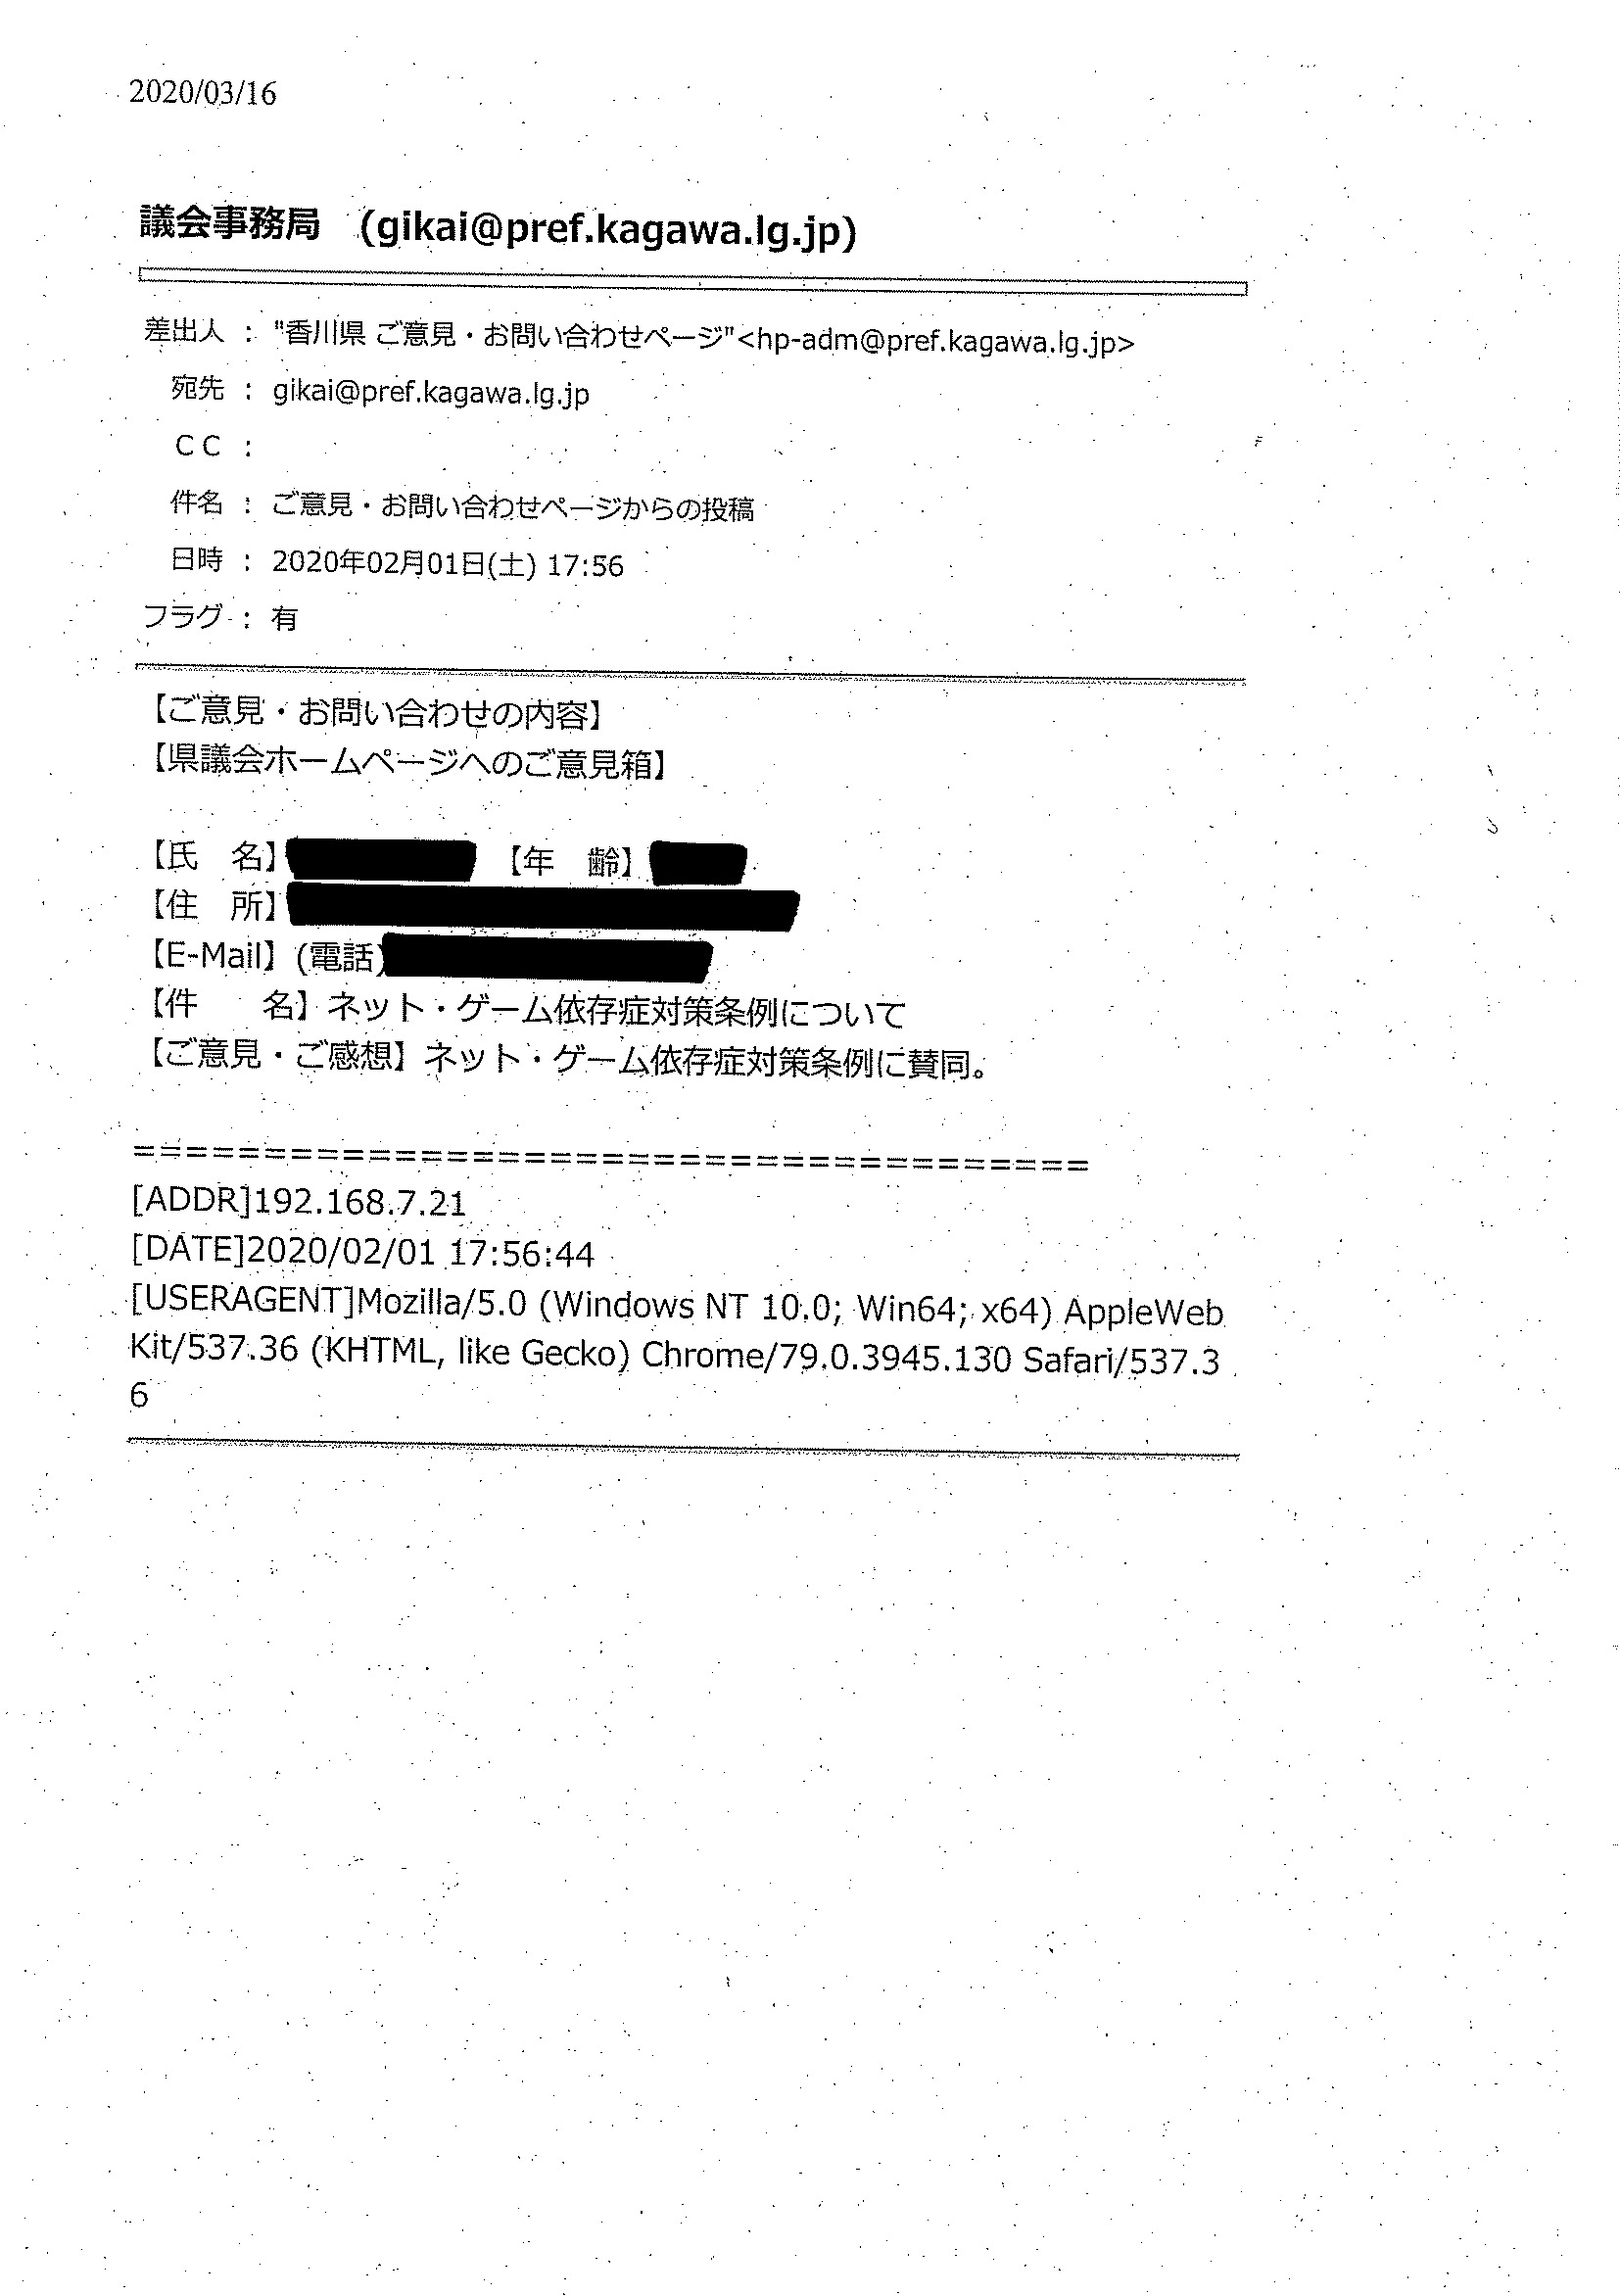 2020/03/16
議会事務局　(gikai@pref.kagawa.lg.jp)
差出人 ： "香川県 ご意見・お問い合わせページ"<hp-adm@pref.kagawa.lg.jp>
宛先 ： gikai@pref.kagawa.lg.jp
ＣＣ ：
件名 ： ご意見・お問い合わせページからの投稿
日時 ： 2020年02月01日(土) 17:56
フラグ ： 有
【ご意見・お問い合わせの内容】
【県議会ホームページへのご意見箱】
【氏　名】　【年　齢】
【住　所】
【E-Mail】(電話)
【件　　名】ネット・ゲーム依存症対策条例について
【ご意見・ご感想】ネット・ゲーム依存症対策条例に賛同。
=====================================
[ADDR]192.168.7.21
[DATE]2020/02/01 17:56:44
[USERAGENT]Mozilla/5.0 (Windows NT 10.0; Win64; x64) AppleWeb
Kit/537.36 (KHTML, like Gecko) Chrome/79.0.3945.130 Safari/537.3
6